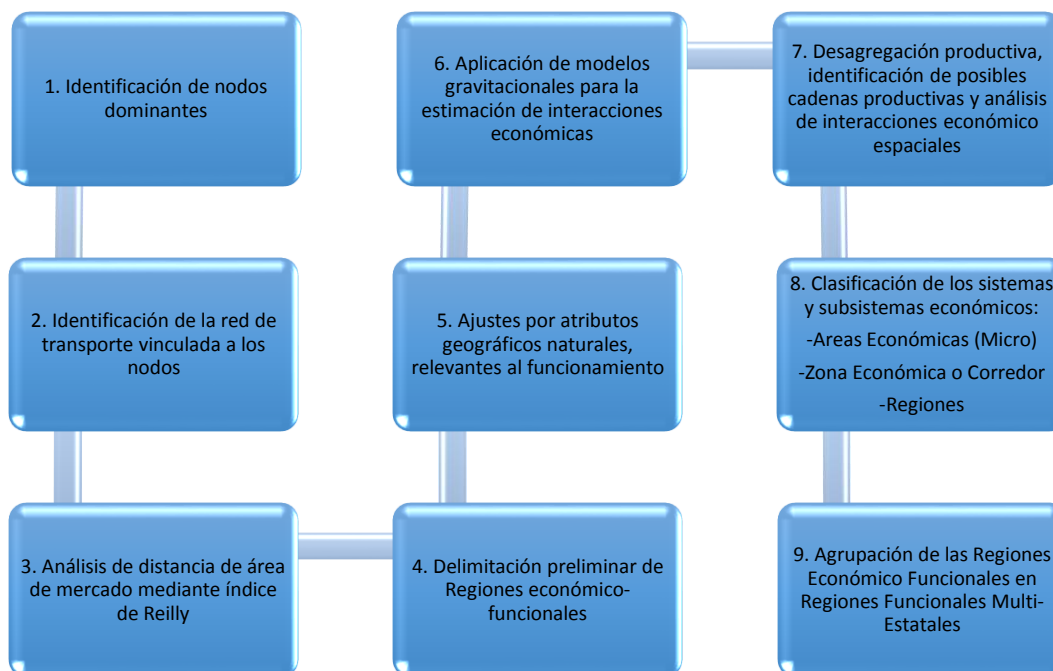 1. Identificación de nodos
dominantes
2. Identificación de la red de
transporte vinculada a los
nodos
3. Análisis de distancia de área
de mercado mediante índice
de Reilly
4. Delimitación preliminar de
Regiones económico-
funcionales
5. Ajustes por atributos
geográficos naturales,
relevantes al funcionamiento
6. Aplicación de modelos
gravitacionales para la
estimación de interacciones
económicas
7. Desagregación productiva,
identificación de posibles
cadenas productivas y análisis
de interacciones económico
espaciales
8. Clasificación de los sistemas
y subsistemas económicos:
-Areas Económicas (Micro)
-Zona Económica o Corredor
-Regiones
9. Agrupación de las Regiones
Económico Funcionales en
Regiones Funcionales Multi-
Estatales